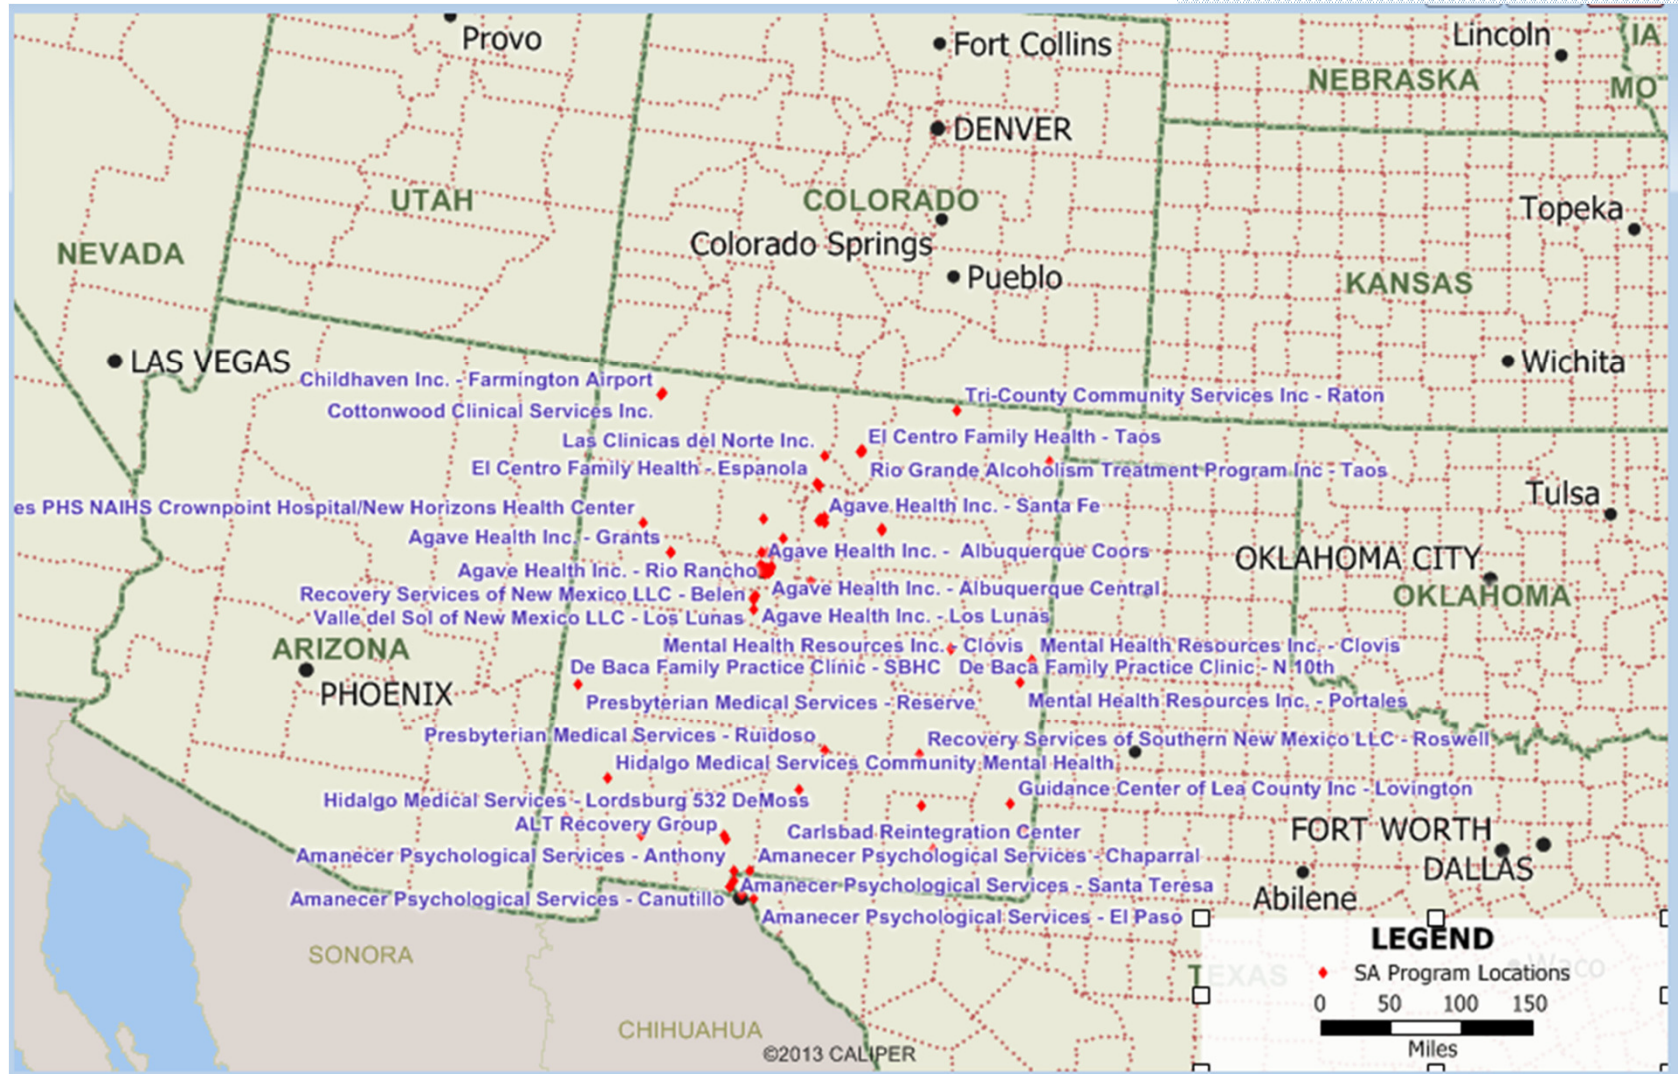 Provo
Fort Collins
Lincoln
IA
NEBRASKA
MO
DENVER
UTAH
COLORADO
Topeka
Colorado Springs
NEVADA
Pueblo
KANSAS
LAS VEGAS
Wichita
Childhaven Inc. - Farmington Airport
Tri-County Community Services Inc - Raton
Cottonwood Clinical Services Inc.
Las Clinicas del Norte Inc.
El Centro Family Health - Taos
El Centro Family Health - Espanola
Rio Grande Alcoholism Treatment Program Inc - Taos
Tulsa
es PHS NAIHS Crownpoint Hospital/New Horizons Health Center
Agave Health Inc. - Santa Fe
Agave Health Inc. - Grants
Agave Health Inc. - Albuquerque Coors
OKLAHOMA CITY
Agave Health Inc. - Rio Rancho
Agave Health Inc. - Albuquerque Central
OKLAHOMA
Recovery Services of New Mexico LLC - Belen
Valle del Sol of New Mexico LLC - Los Lunas
Agave Health Inc. - Los Lunas
ARIZONA
Mental Health Resources Inc. - Clovis
Mental Health Resources Inc. - Clovis
De Baca Family Practice Clinic - SBHC
De Baca Family Practice Clinic - N 10th
PHOENIX
Presbyterian Medical Services - Reserve
Mental Health Resources Inc. - Portales
Presbyterian Medical Services - Ruidoso
Recovery Services of Southern New Mexico LLC - Roswell
Hidalgo Medical Services Community Mental Health
Guidance Center of Lea County Inc - Lovington
Hidalgo Medical Services - Lordsburg 532 DeMoss
ALT Recovery Group
Carlsbad Reintegration Center
FORT WORTH
Amanecer Psychological Services - Anthony
Amanecer Psychological Services - Chaparral
DALLAS
Amanecer Psychological Services - Santa Teresa
Amanecer Psychological Services - Canutillo
Abilene
Amanecer Psychological Services - El Paso
LEGEND
SONORA
TEXAS
Waco
SA Program Locations
0 50 100 150
Miles
CHIHUAHUA
©2013 CALIPER